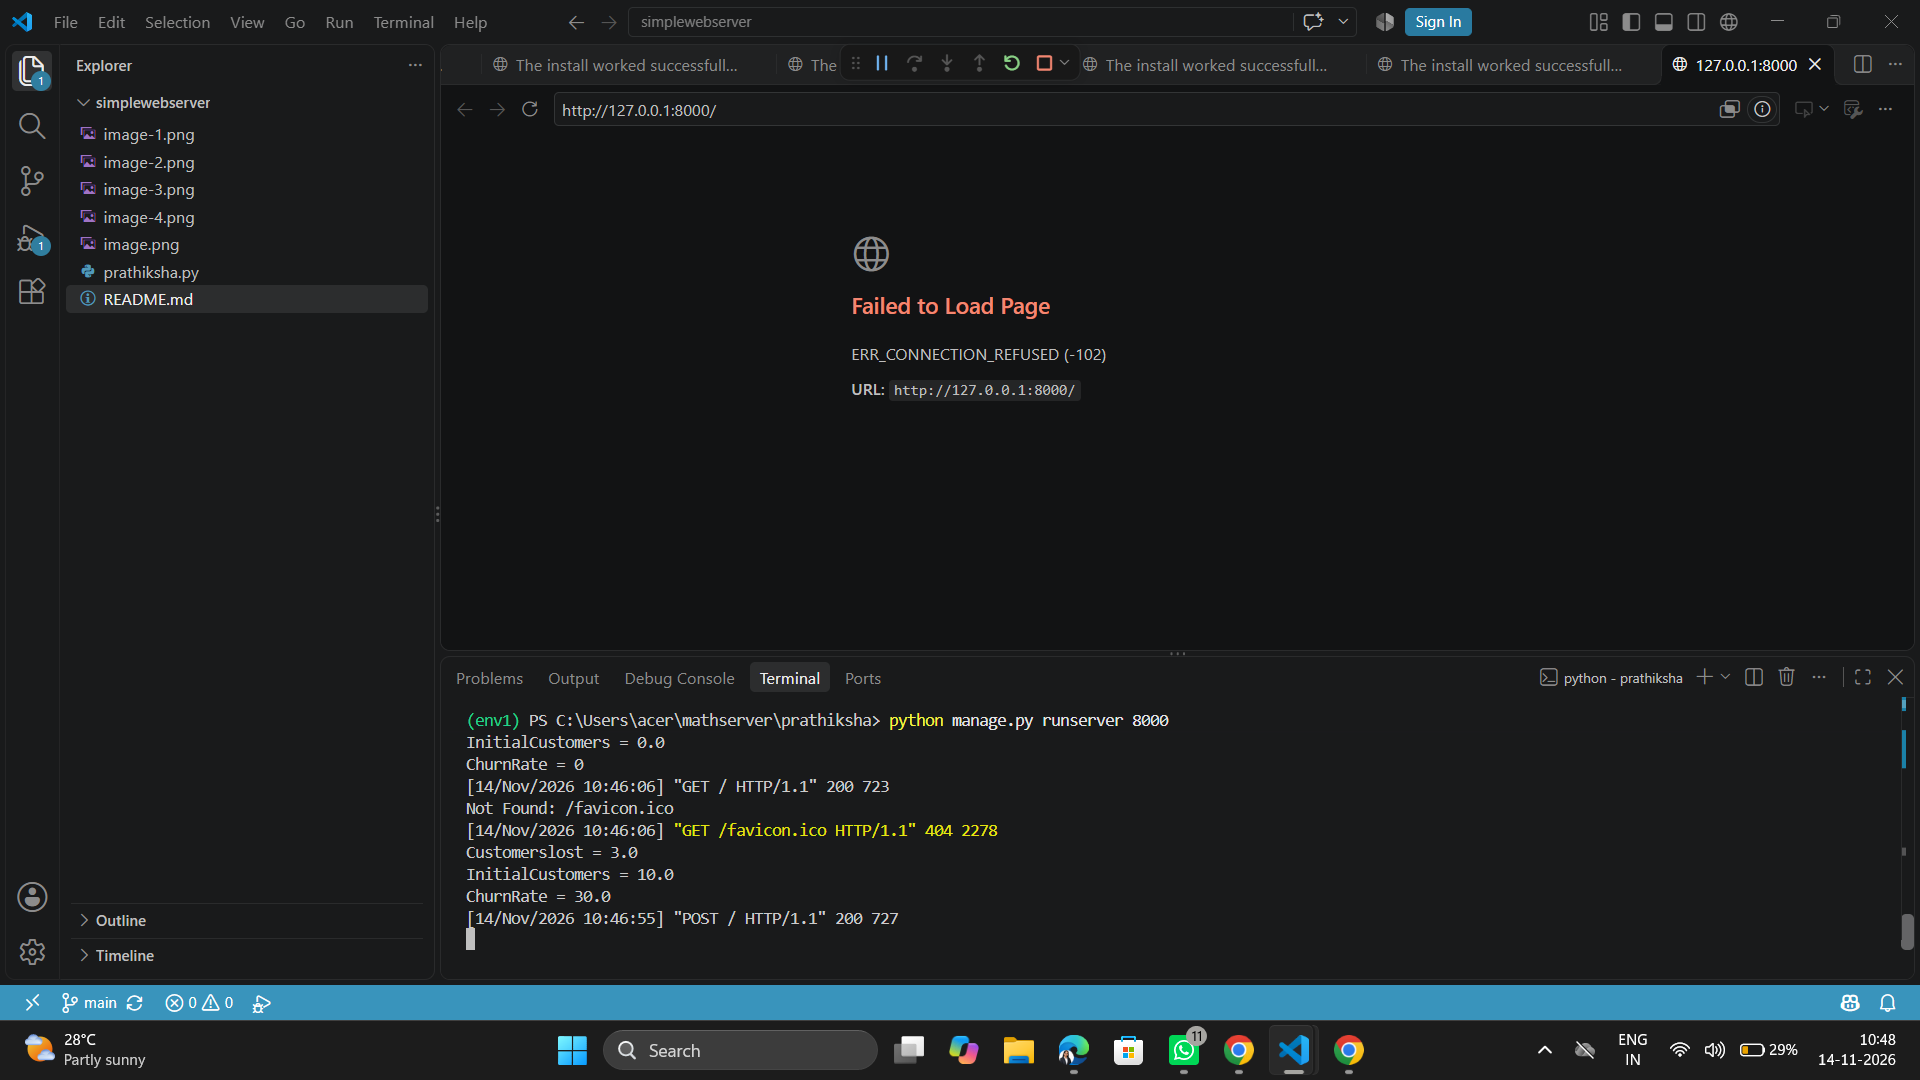 File Edit Selection View Go Run Terminal Help
simplewebserver
Sign In
Explorer
simplewebserver
image-1.png
image-2.png
image-3.png
image-4.png
image.png
prathiksha.py
README.md
Outline
Timeline
1
1
The install worked successfull...
The
The install worked successfull...
The install worked successfull...
127.0.0.1:8000
http://127.0.0.1:8000/
Failed to Load Page
ERR_CONNECTION_REFUSED (-102)
URL: http://127.0.0.1:8000/
Problems Output Debug Console Terminal Ports
python - prathiksha
(env1) PS C:\Users\acer\mathserver\prathiksha> python manage.py runserver 8000
InitialCustomers = 0.0
ChurnRate = 0
[14/Nov/2026 10:46:06] "GET / HTTP/1.1" 200 723
Not Found: /favicon.ico
[14/Nov/2026 10:46:06] "GET /favicon.ico HTTP/1.1" 404 2278
Customerslost = 3.0
InitialCustomers = 10.0
ChurnRate = 30.0
[14/Nov/2026 10:46:55] "POST / HTTP/1.1" 200 727
main 0 0
28°C
Partly sunny
Search
11
ENG
IN
29%
10:48
14-11-2026